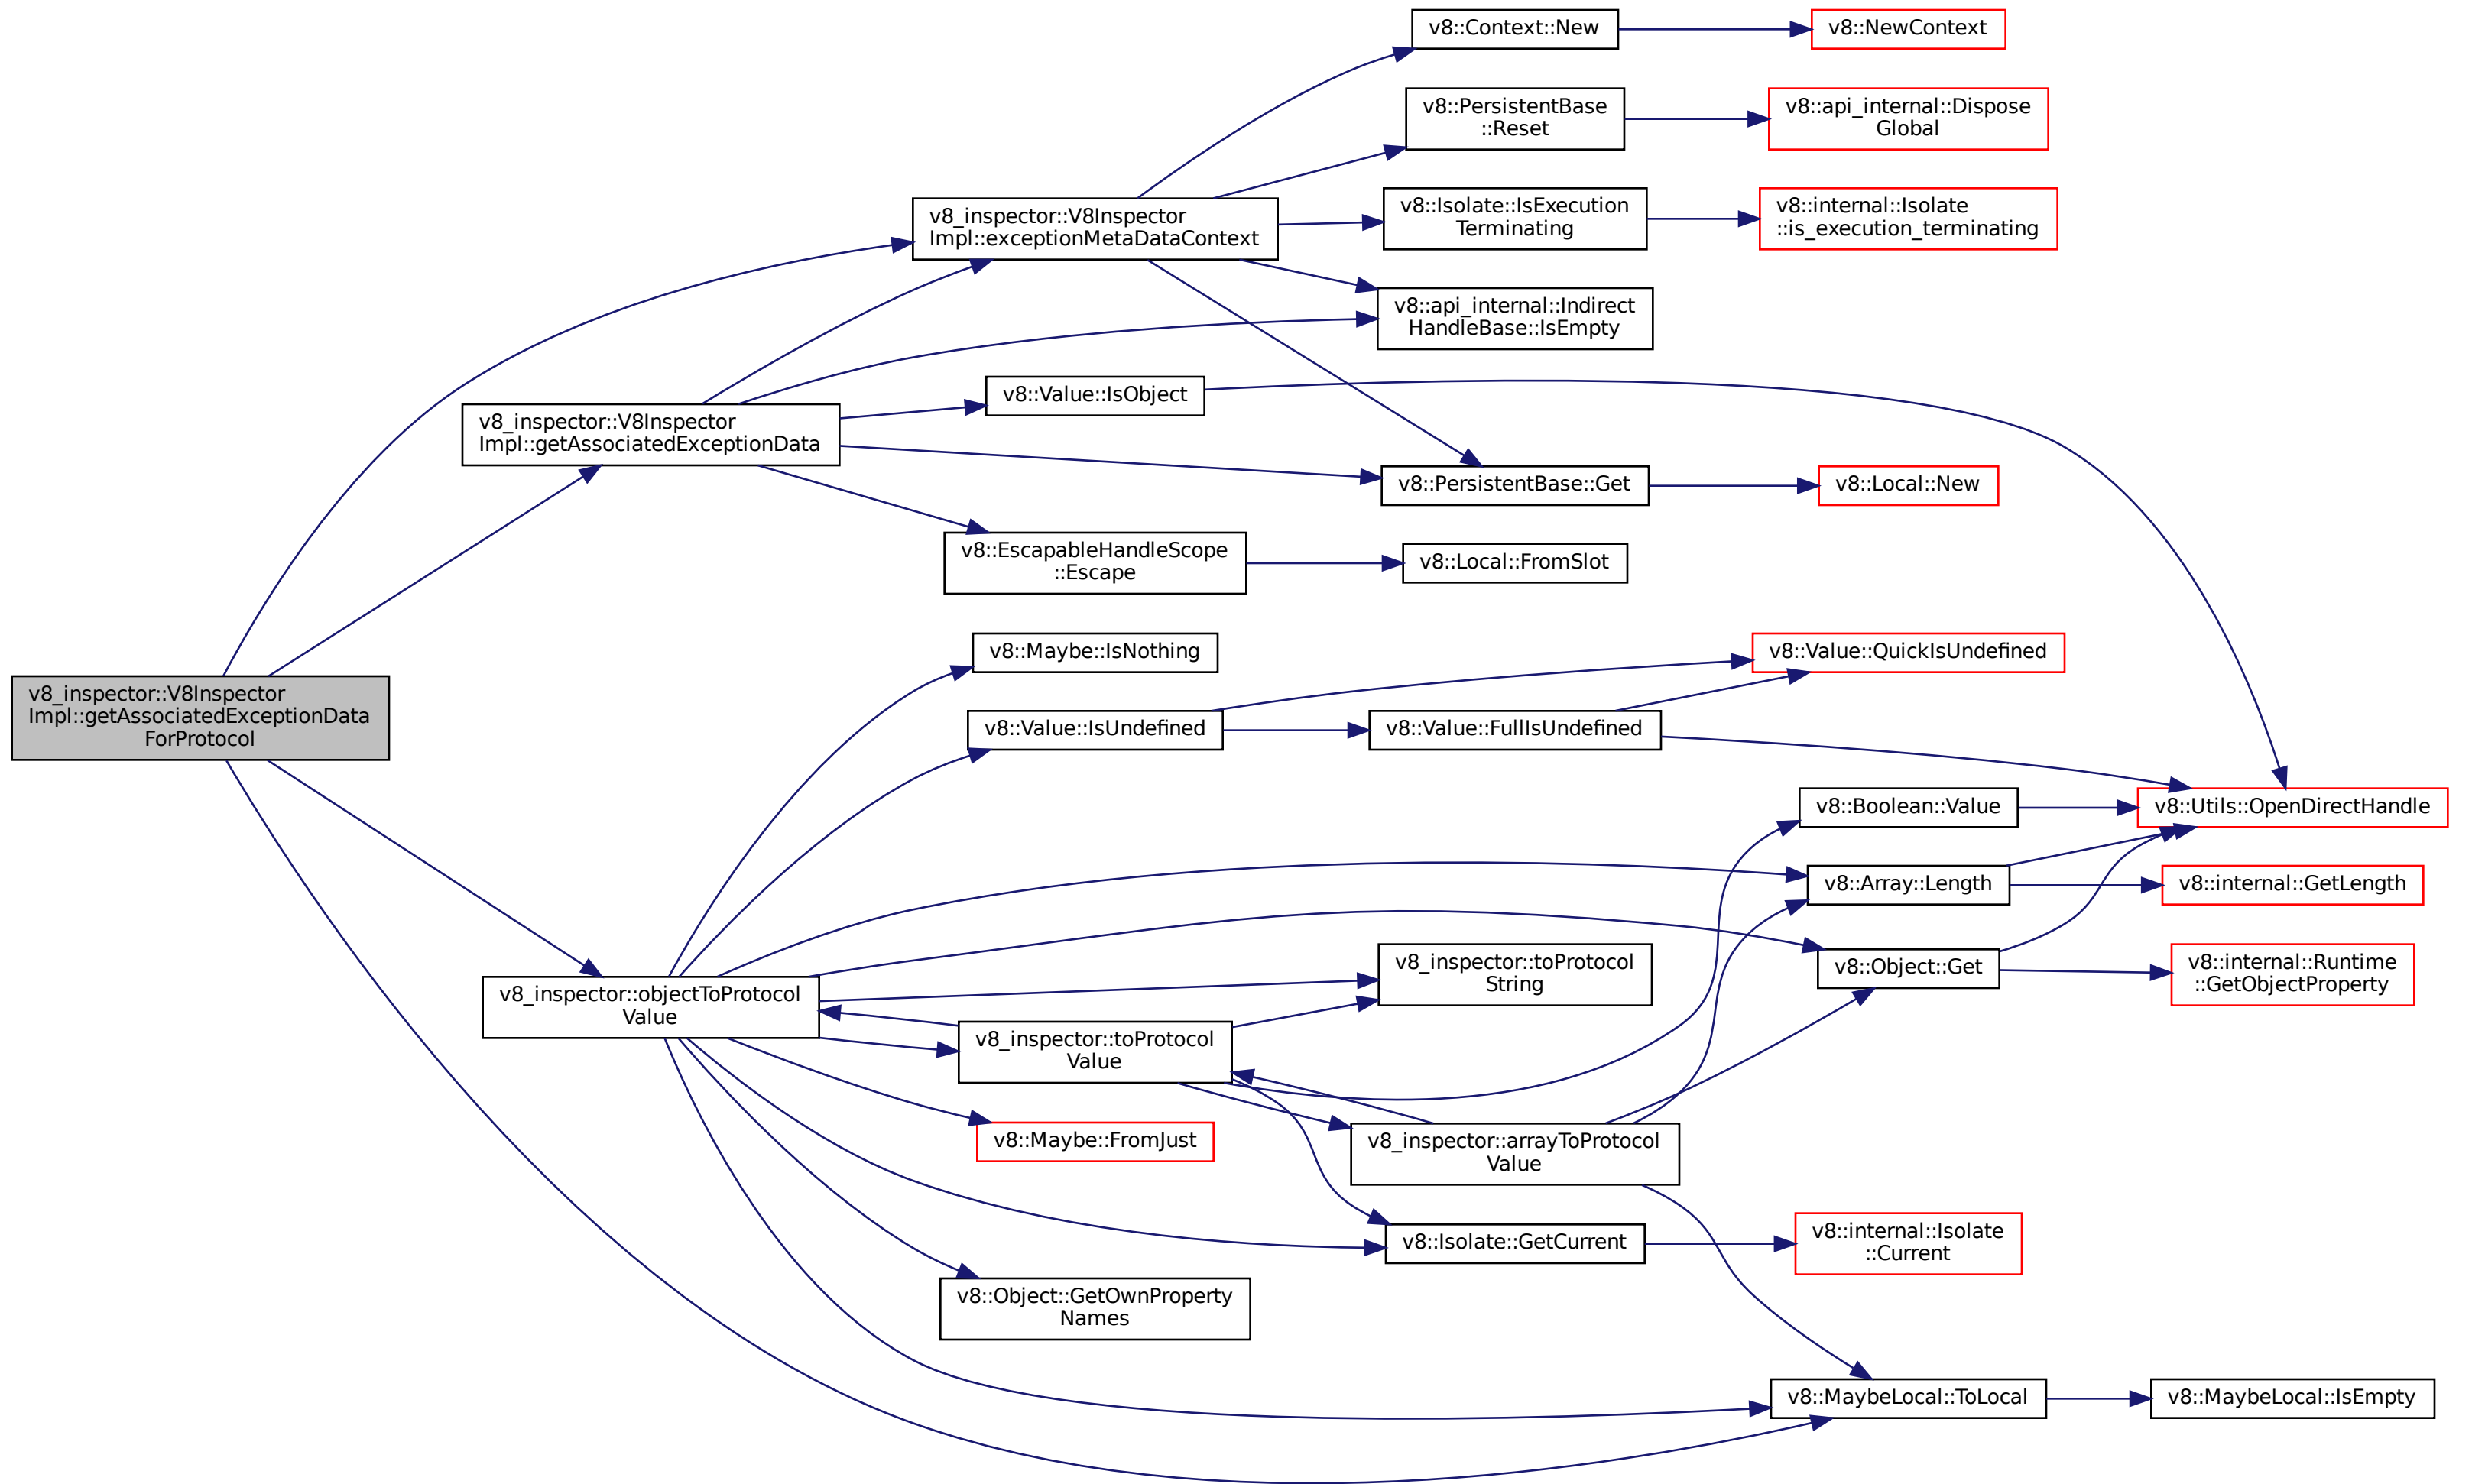 v8::Context::New
v8::NewContext
v8::PersistentBase
::Reset
v8::api_internal::Dispose
Global
v8_inspector::V8Inspector
Impl::exceptionMetaDataContext
v8::Isolate::IsExecution
Terminating
v8::internal::Isolate
::is_execution_terminating
v8::api_internal::Indirect
HandleBase::IsEmpty
v8::Value::IsObject
v8_inspector::V8Inspector
Impl::getAssociatedExceptionData
v8::PersistentBase::Get
v8::Local::New
v8::EscapableHandleScope
::Escape
v8::Local::FromSlot
v8::Maybe::IsNothing
v8::Value::QuickIsUndefined
v8_inspector::V8Inspector
Impl::getAssociatedExceptionData
ForProtocol
v8::Value::IsUndefined
v8::Value::FullIsUndefined
v8::Boolean::Value
v8::Utils::OpenDirectHandle
v8::Array::Length
v8::internal::GetLength
v8_inspector::toProtocol
String
v8::Object::Get
v8::internal::Runtime
::GetObjectProperty
v8_inspector::objectToProtocol
Value
v8_inspector::toProtocol
Value
v8::Maybe::FromJust
v8_inspector::arrayToProtocol
Value
v8::Isolate::GetCurrent
v8::internal::Isolate
::Current
v8::Object::GetOwnProperty
Names
v8::MaybeLocal::ToLocal
v8::MaybeLocal::IsEmpty